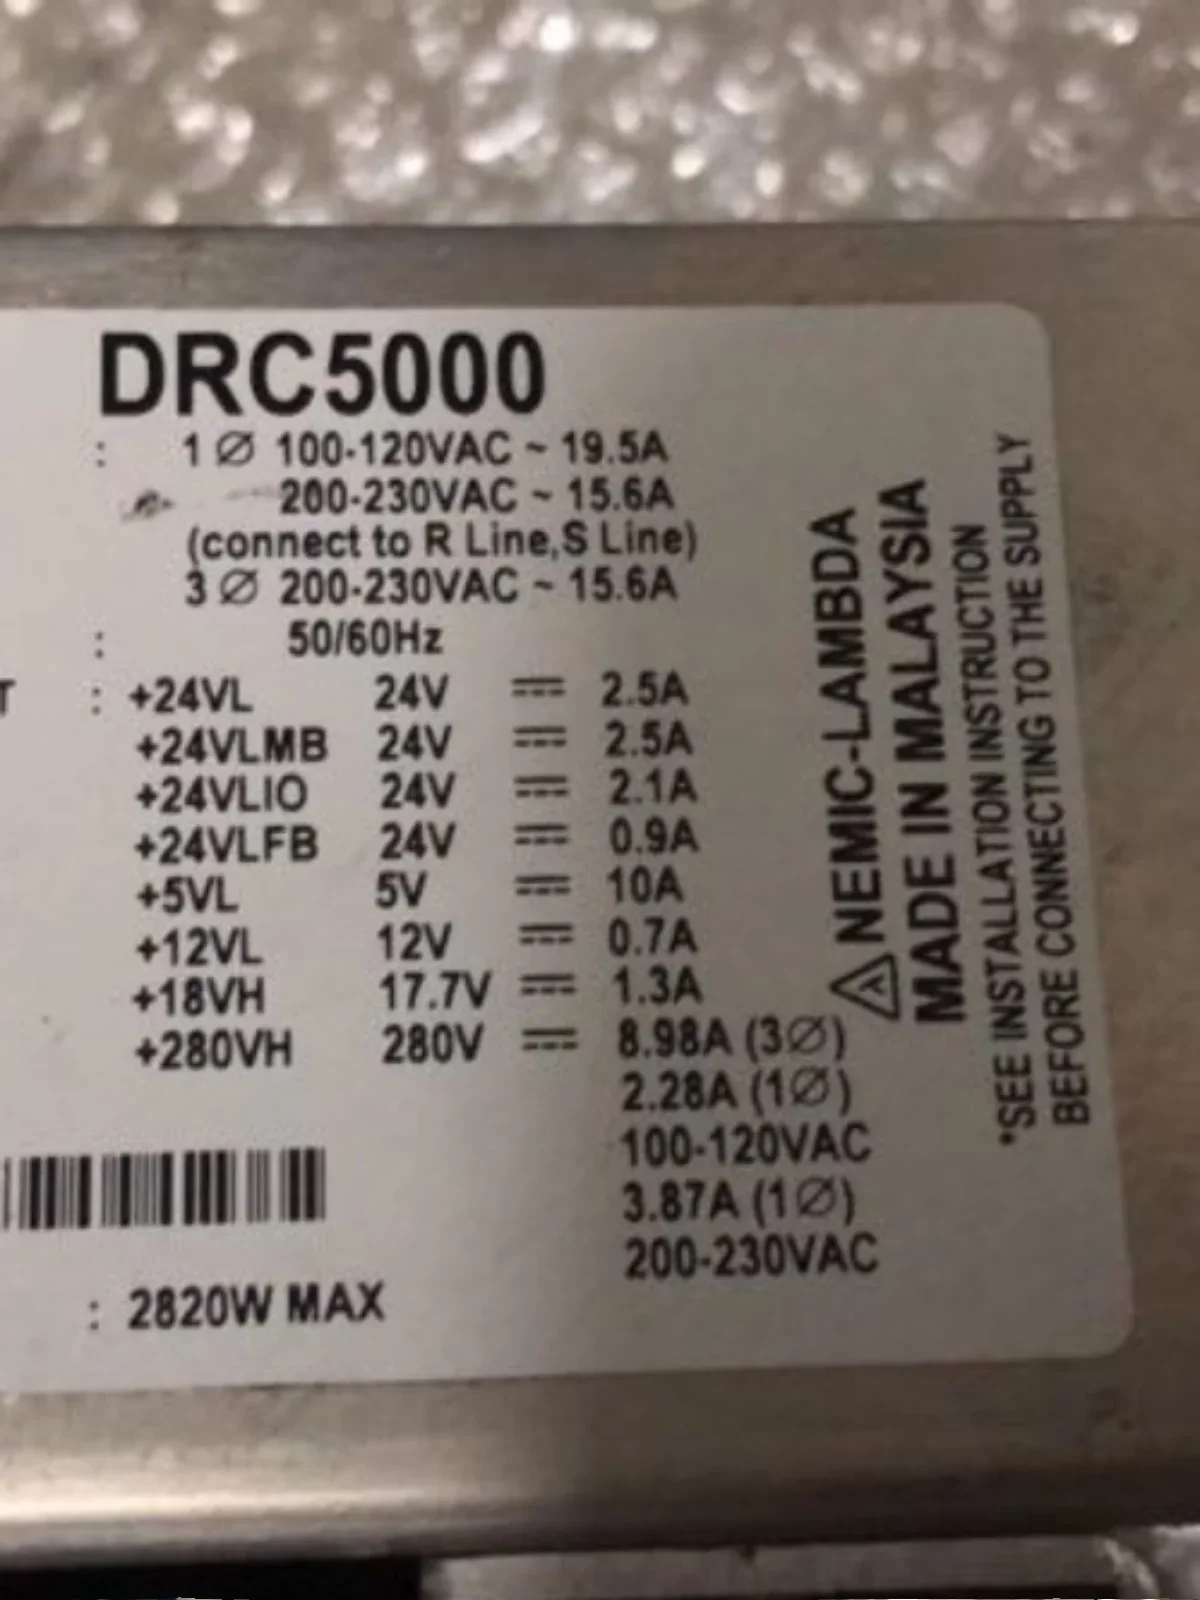 DRC5000
: 1 Ø 100-120VAC ~ 19.5A
200-230VAC ~ 15.6A
(connect to R Line,S Line)
3 Ø 200-230VAC ~ 15.6A
: 50/60Hz
T : +24VL 24V ⎓ 2.5A
+24VLMB 24V ⎓ 2.5A
+24VLIO 24V ⎓ 2.1A
+24VLFB 24V ⎓ 0.9A
+5VL 5V ⎓ 10A
+12VL 12V ⎓ 0.7A
+18VH 17.7V ⎓ 1.3A
+280VH 280V ⎓ 8.98A (3Ø)
2.28A (1Ø)
100-120VAC
3.87A (1Ø)
200-230VAC
: 2820W MAX
NEMIC-LAMBDA
MADE IN MALAYSIA
*SEE INSTALLATION INSTRUCTION
BEFORE CONNECTING TO THE SUPPLY